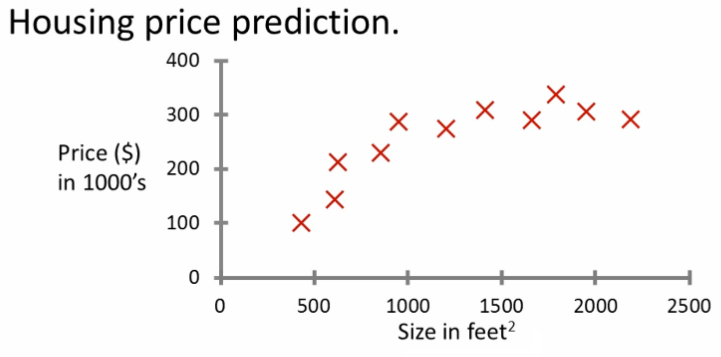 Housing price prediction.
400
300
200
100
0
Price ($)
in 1000's
0 500 1000 1500 2000 2500
Size in feet²